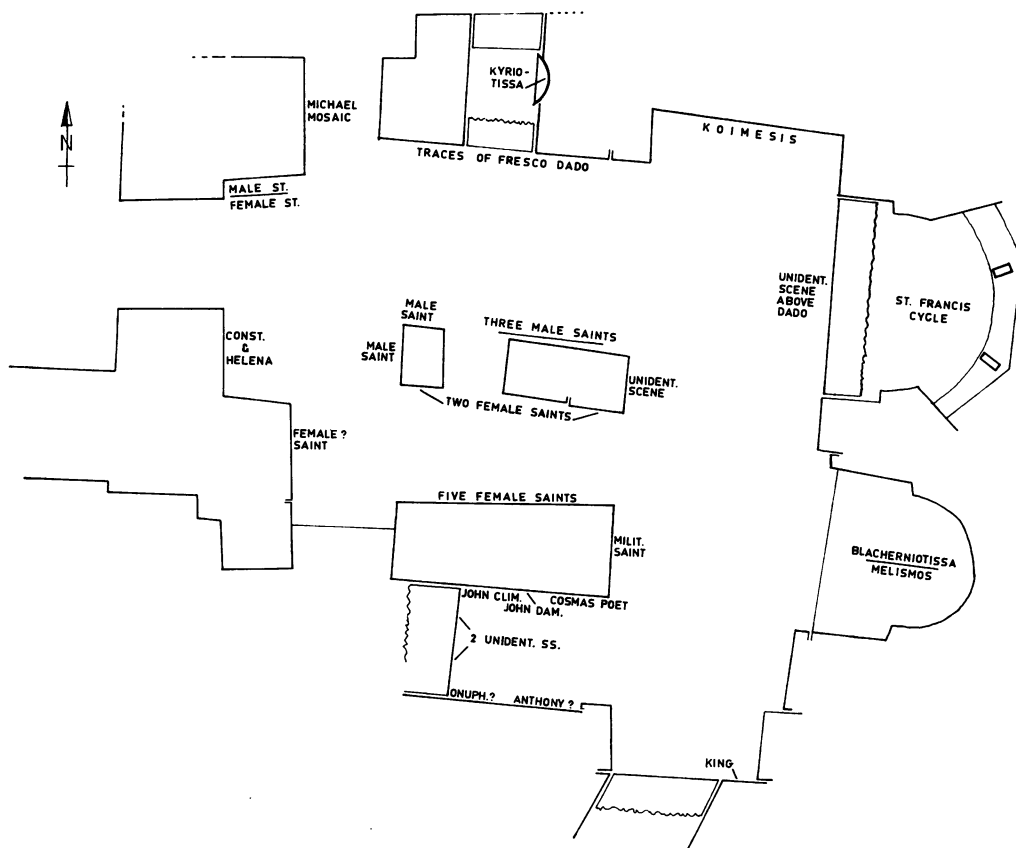 KYRIO-
TISSA
N
MICHAEL
MOSAIC
KOIMESIS
TRACES OF FRESCO DADO
MALE ST.
FEMALE ST.
UNIDENT.
SCENE
ABOVE
DADO
ST. FRANCIS
CYCLE
MALE
SAINT
THREE MALE SAINTS
CONST.
&
HELENA
MALE
SAINT
UNIDENT.
SCENE
TWO FEMALE SAINTS
FEMALE ?
SAINT
FIVE FEMALE SAINTS
MILIT.
SAINT
BLACHERNIOTISSA
MELISMOS
JOHN CLIM.
JOHN DAM.
COSMAS POET
2 UNIDENT. SS.
ONUPH.?
ANTHONY ?
KING